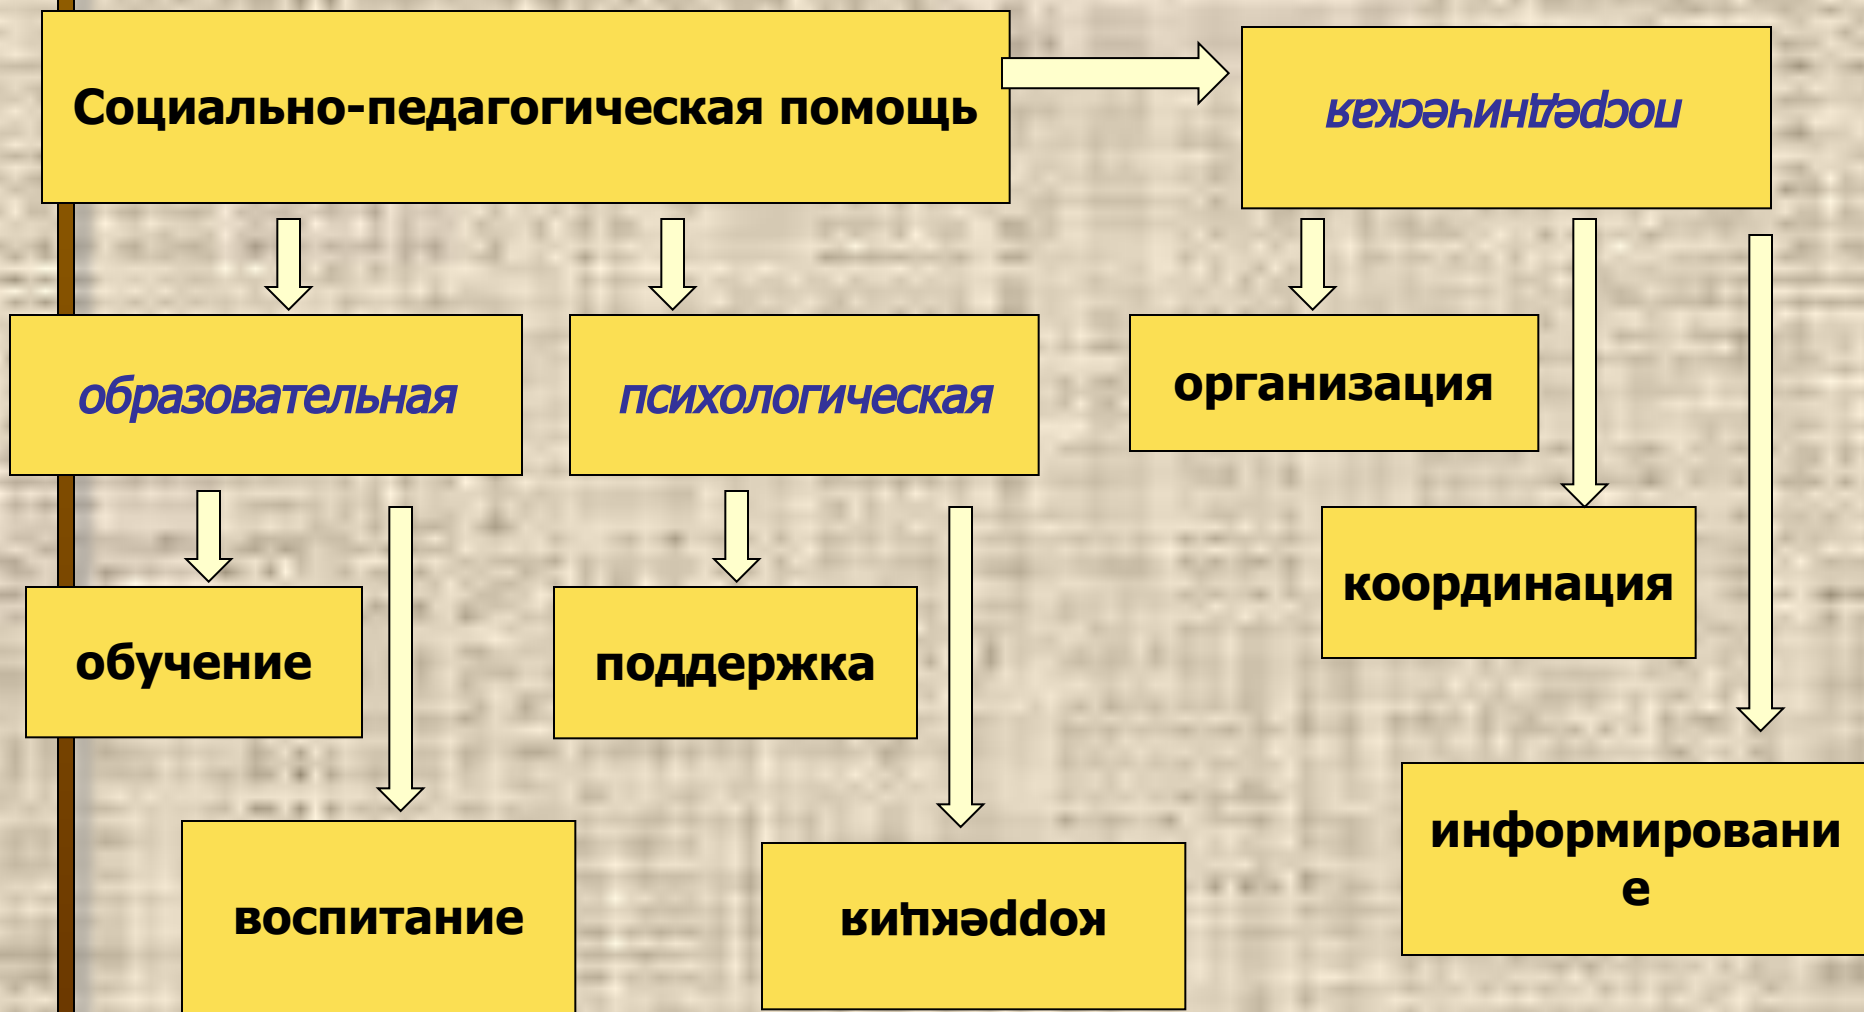 Социально-педагогическая помощь
посредническая
образовательная
психологическая
организация
координация
обучение
поддержка
информировани
е
воспитание
коррекция